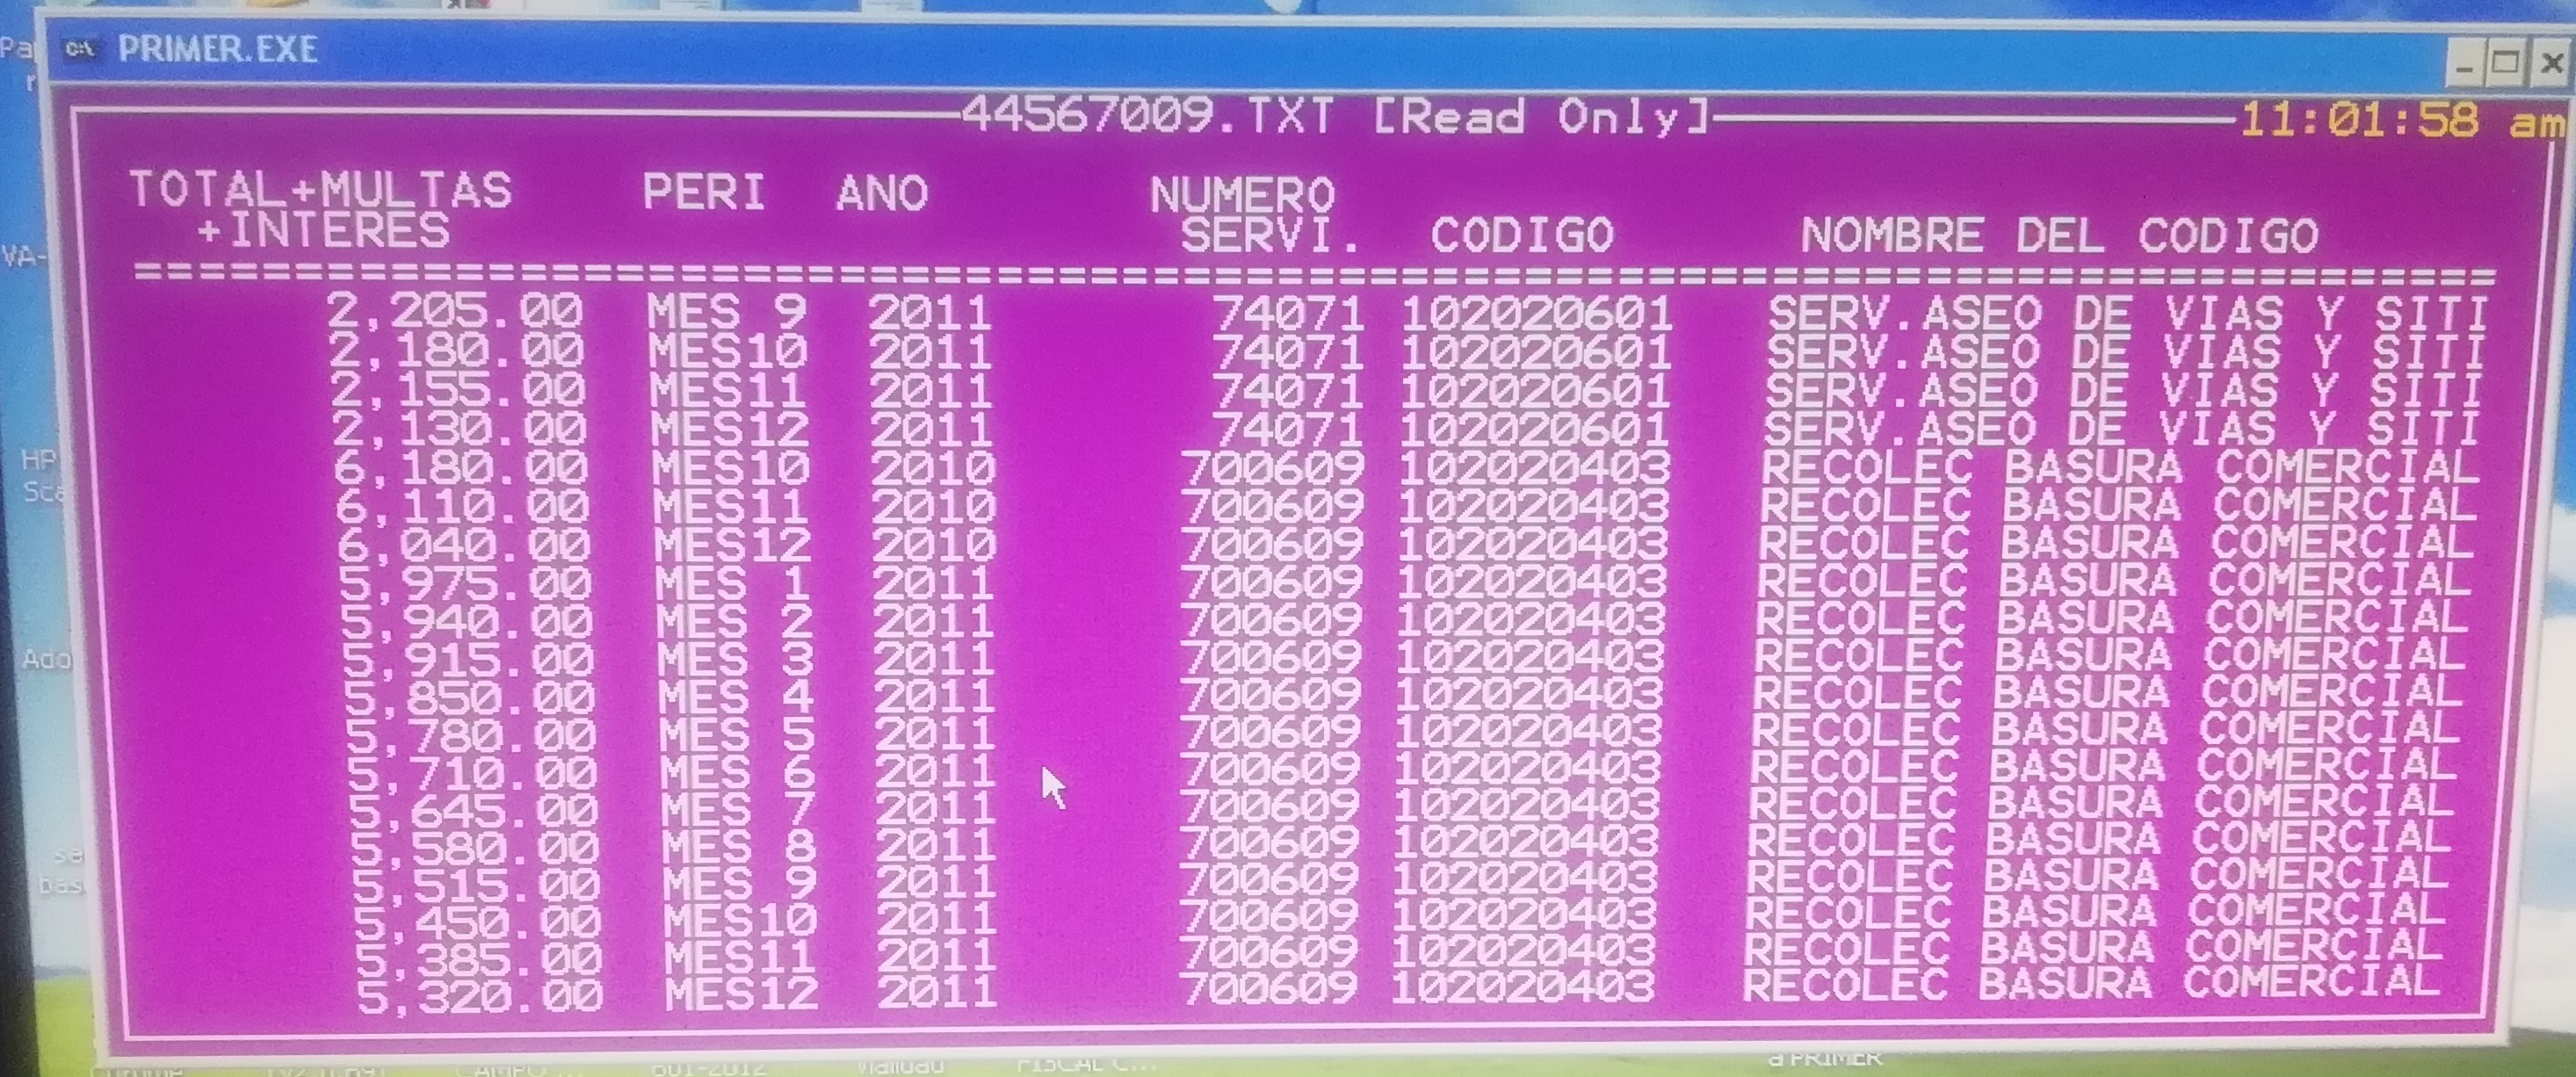 PRIMER.EXE
44567009.TXT [Read Only] 11:01:58 am
TOTAL+MULTAS PERI ANO NUMERO
+INTERES SERVI. CODIGO NOMBRE DEL CODIGO
2,205.00 MES 9 2011 74071 102020601 SERV.ASEO DE VIAS Y SITI
2,180.00 MES10 2011 74071 102020601 SERV.ASEO DE VIAS Y SITI
2,155.00 MES11 2011 74071 102020601 SERV.ASEO DE VIAS Y SITI
2,130.00 MES12 2011 74071 102020601 SERV.ASEO DE VIAS Y SITI
6,180.00 MES10 2010 700609 102020403 RECOLEC BASURA COMERCIAL
6,110.00 MES11 2010 700609 102020403 RECOLEC BASURA COMERCIAL
6,040.00 MES12 2010 700609 102020403 RECOLEC BASURA COMERCIAL
5,975.00 MES 1 2011 700609 102020403 RECOLEC BASURA COMERCIAL
5,940.00 MES 2 2011 700609 102020403 RECOLEC BASURA COMERCIAL
5,915.00 MES 3 2011 700609 102020403 RECOLEC BASURA COMERCIAL
5,850.00 MES 4 2011 700609 102020403 RECOLEC BASURA COMERCIAL
5,780.00 MES 5 2011 700609 102020403 RECOLEC BASURA COMERCIAL
5,710.00 MES 6 2011 700609 102020403 RECOLEC BASURA COMERCIAL
5,645.00 MES 7 2011 700609 102020403 RECOLEC BASURA COMERCIAL
5,580.00 MES 8 2011 700609 102020403 RECOLEC BASURA COMERCIAL
5,515.00 MES 9 2011 700609 102020403 RECOLEC BASURA COMERCIAL
5,450.00 MES10 2011 700609 102020403 RECOLEC BASURA COMERCIAL
5,385.00 MES11 2011 700609 102020403 RECOLEC BASURA COMERCIAL
5,320.00 MES12 2011 700609 102020403 RECOLEC BASURA COMERCIAL
HP
Ado
a PRIMER